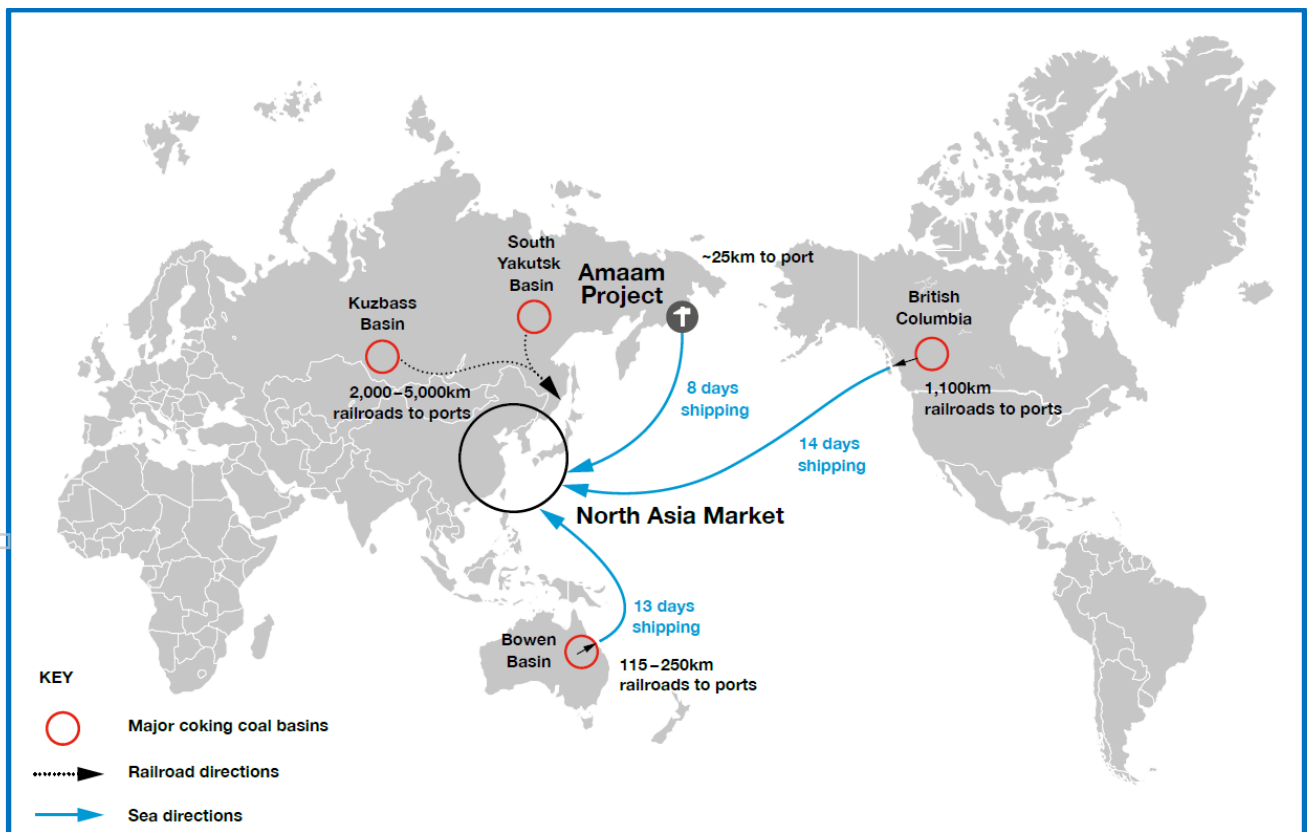 South
Yakutsk
Basin
Amaam
Project
~25km to port
Kuzbass
Basin
British
Columbia
2,000–5,000km
railroads to ports
8 days
shipping
1,100km
railroads to ports
14 days
shipping
North Asia Market
13 days
shipping
Bowen
Basin
115–250km
railroads to ports
KEY
Major coking coal basins
Railroad directions
Sea directions